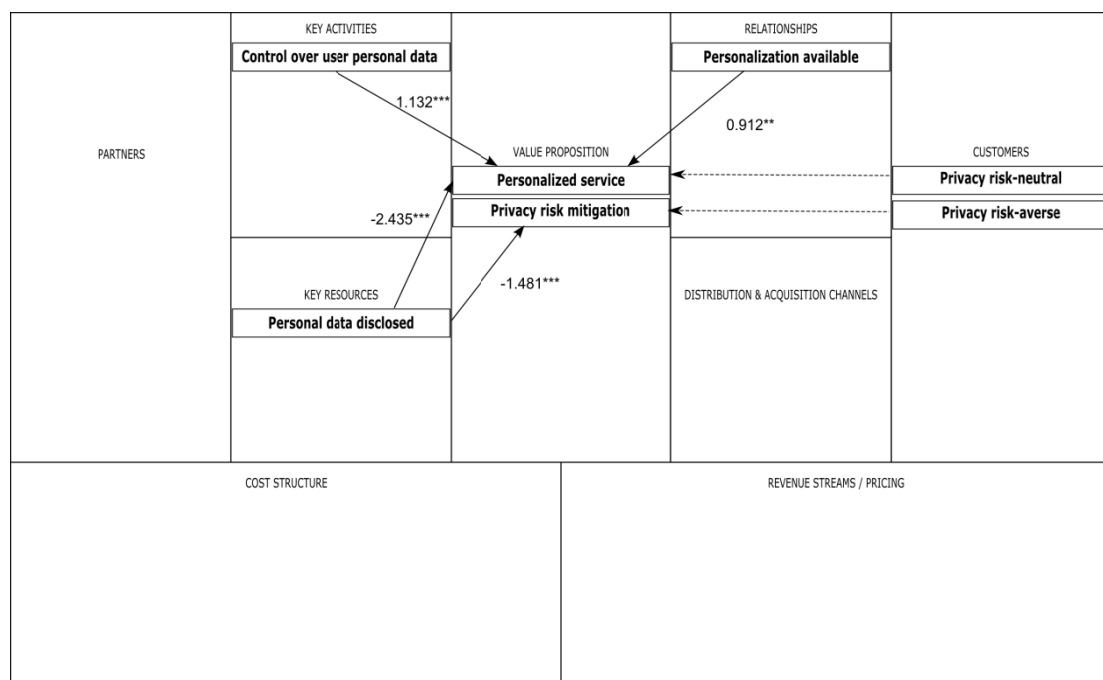 KEY ACTIVITIES
RELATIONSHIPS
Control over user personal data
Personalization available
1.132***
0.912**
PARTNERS
VALUE PROPOSITION
CUSTOMERS
Personalized service
Privacy risk-neutral
Privacy risk mitigation
Privacy risk-averse
-2.435***
-1.481***
KEY RESOURCES
DISTRIBUTION & ACQUISITION CHANNELS
Personal data disclosed
COST STRUCTURE
REVENUE STREAMS / PRICING